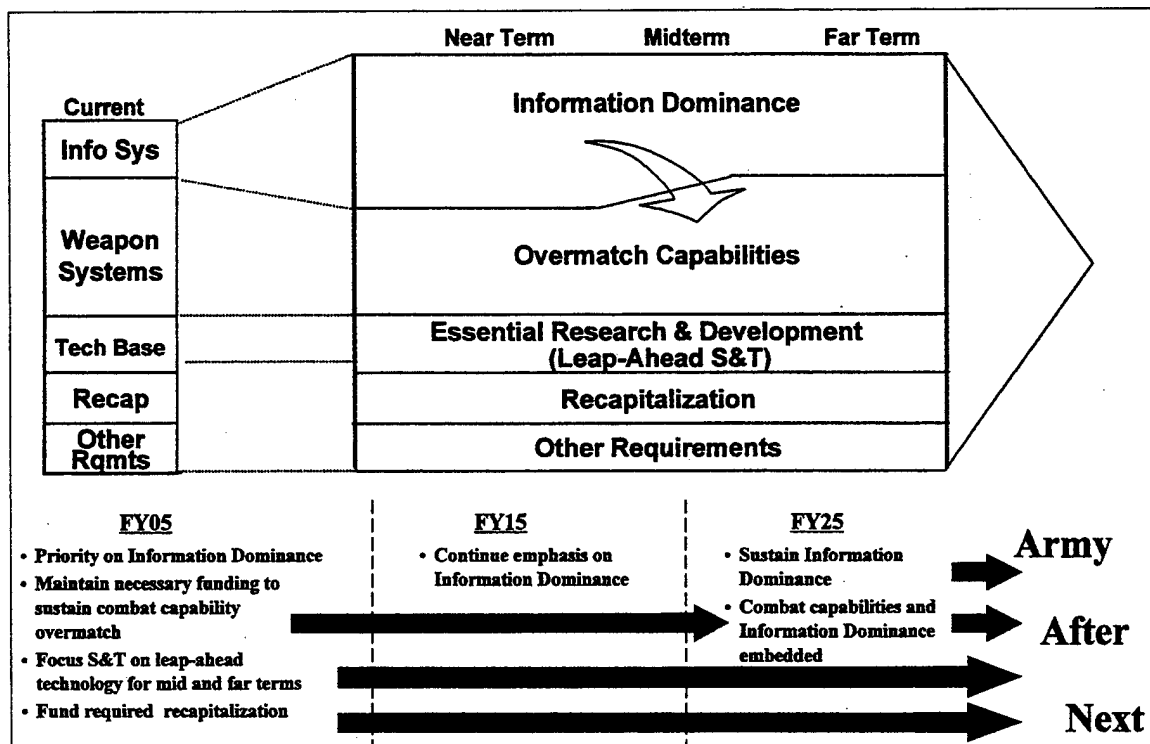 Near Term Midterm Far Term
Current
Info Sys
Weapon
Systems
Tech Base
Recap
Other
Rqmts
Information Dominance
Overmatch Capabilities
Essential Research & Development
(Leap-Ahead S&T)
Recapitalization
Other Requirements
FY05
• Priority on Information Dominance
• Maintain necessary funding to
sustain combat capability
overmatch
• Focus S&T on leap-ahead
technology for mid and far terms
• Fund required recapitalization
FY15
• Continue emphasis on
Information Dominance
FY25
• Sustain Information
Dominance
• Combat capabilities and
Information Dominance
embedded
Army
After
Next